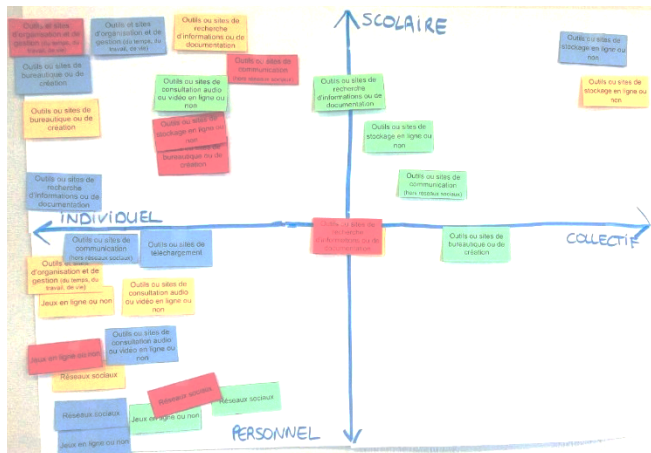 SCOLAIRE
Outils et sites
d'organisation et de
gestion (du temps, du
travail, de vie)
Outils et sites
d'organisation et de
gestion (du temps, du
travail, de vie)
Outils ou sites de
recherche
d'informations ou de
documentation
Outils ou sites de
stockage en ligne ou
non
Outils ou sites de
bureautique ou de
création
Outils ou sites de
communication
(hors réseaux sociaux)
Outils ou sites de
consultation audio
ou vidéo en ligne ou
non
Outils ou sites de
recherche
d'informations ou de
documentation
Outils ou sites
de stockage en ligne ou
non
Outils ou sites de
bureautique ou de
création
Outils ou sites de
stockage en ligne ou
non
bureautique ou de
création
Outils ou sites de
stockage en ligne ou
non
Outils ou sites de
recherche
d'informations ou de
documentation
Outils ou sites de
communication
(hors réseaux sociaux)
INDIVIDUEL
COLLECTIF
Outils ou sites de
communication
(hors réseaux sociaux)
Outils ou sites de
téléchargement
Outils ou sites de
recherche
d'informations ou de
documentation
Outils ou sites de
bureautique ou de
création
Outils et
d'organisation et de
gestion (du temps, du
travail, de vie)
Jeux en ligne ou non
Outils ou sites de
consultation audio
ou vidéo en ligne ou
non
Jeux en ligne ou non
Outils ou sites de
consultation audio
ou vidéo en ligne ou
non
Réseaux sociaux
Réseaux sociaux
Réseaux sociaux
Réseaux sociaux
Jeux en ligne ou non
Jeux en ligne ou non
PERSONNEL